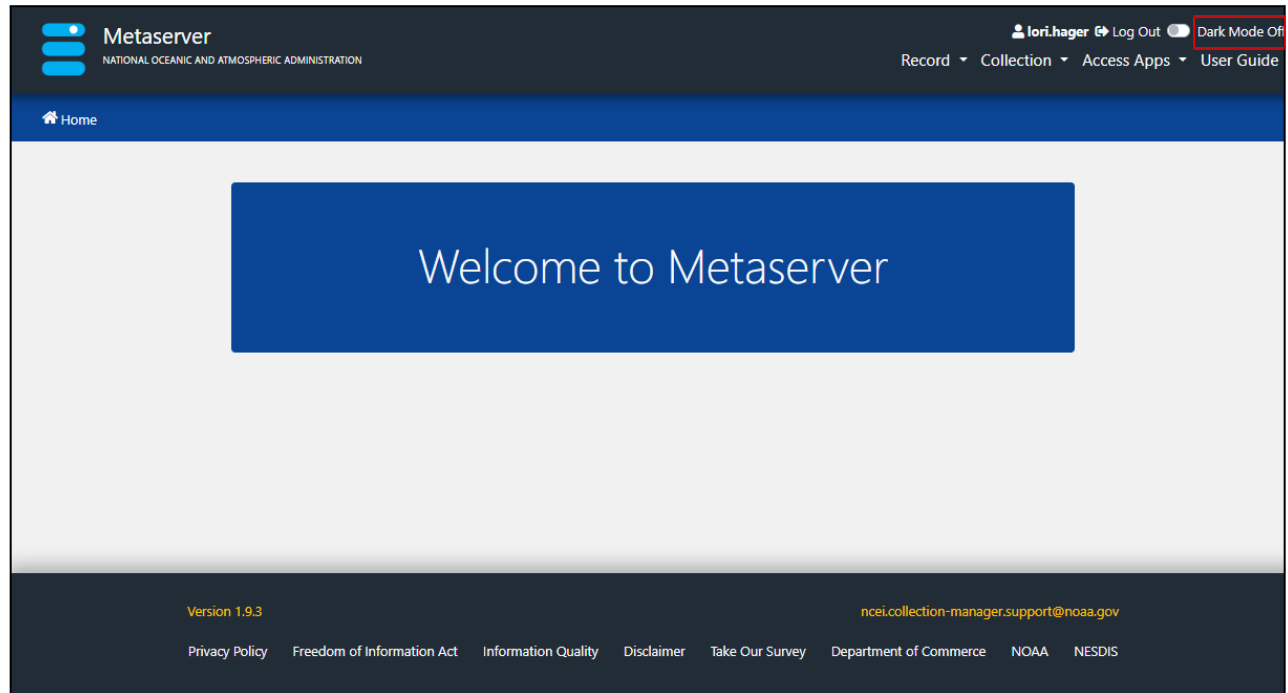 Metaserver
NATIONAL OCEANIC AND ATMOSPHERIC ADMINISTRATION
lori.hager Log Out Dark Mode Off
Record Collection Access Apps User Guide
Home
Welcome to Metaserver
Version 1.9.3 ncei.collection-manager.support@noaa.gov
Privacy Policy Freedom of Information Act Information Quality Disclaimer Take Our Survey Department of Commerce NOAA NESDIS